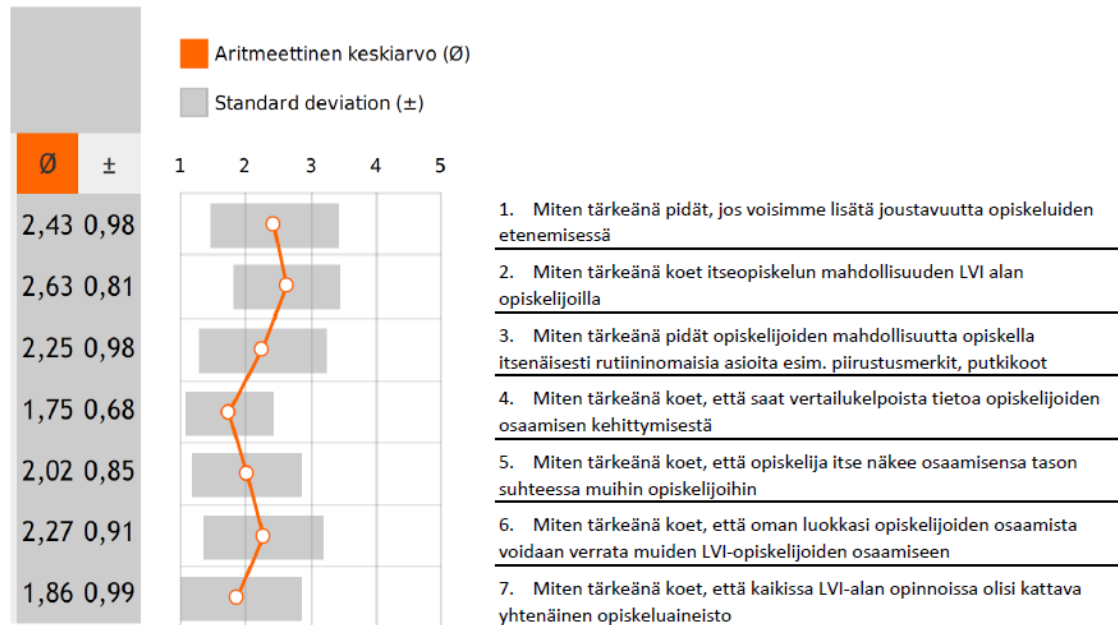 Aritmeettinen keskiarvo (Ø)
Standard deviation (±)
Ø ± 1 2 3 4 5
2,43 0,98
1. Miten tärkeänä pidät, jos voisimme lisätä joustavuutta opiskeluiden
etenemisessä
2,63 0,81
2. Miten tärkeänä koet itseopiskelun mahdollisuuden LVI alan
opiskelijoilla
2,25 0,98
3. Miten tärkeänä pidät opiskelijoiden mahdollisuutta opiskella
itsenäisesti rutiininomaisia asioita esim. piirustusmerkit, putkikoot
1,75 0,68
4. Miten tärkeänä koet, että saat vertailukelpoista tietoa opiskelijoiden
osaamisen kehittymisestä
2,02 0,85
5. Miten tärkeänä koet, että opiskelija itse näkee osaamisensa tason
suhteessa muihin opiskelijoihin
2,27 0,91
6. Miten tärkeänä koet, että oman luokkasi opiskelijoiden osaamista
voidaan verrata muiden LVI-opiskelijoiden osaamiseen
1,86 0,99
7. Miten tärkeänä koet, että kaikissa LVI-alan opinnoissa olisi kattava
yhtenäinen opiskeluaineisto